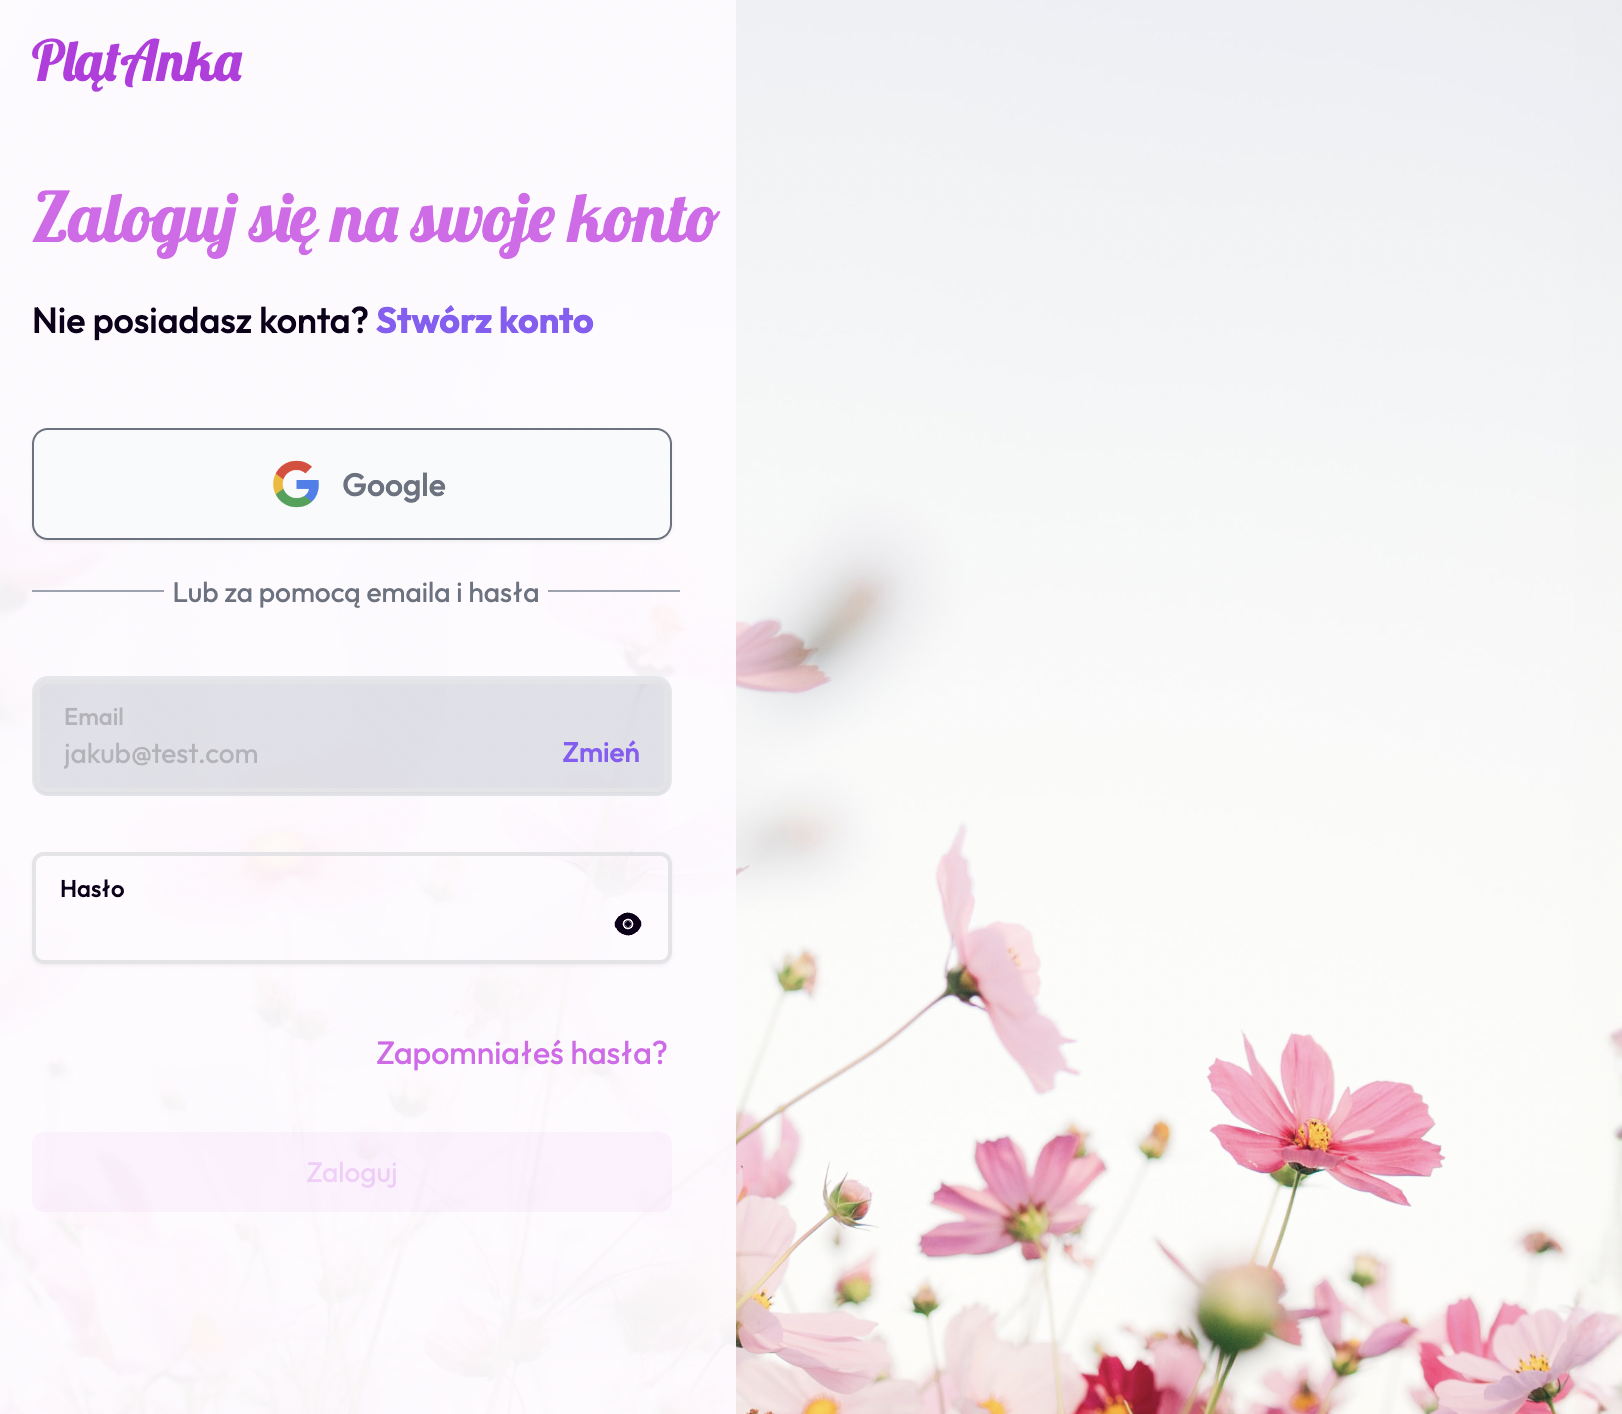 PlątAnka
Zaloguj się na swoje konto
Nie posiadasz konta? Stwórz konto
Google
Lub za pomocą emaila i hasła
Email
jakub@test.com Zmień
Hasło
Zapomniałeś hasła?
Zaloguj